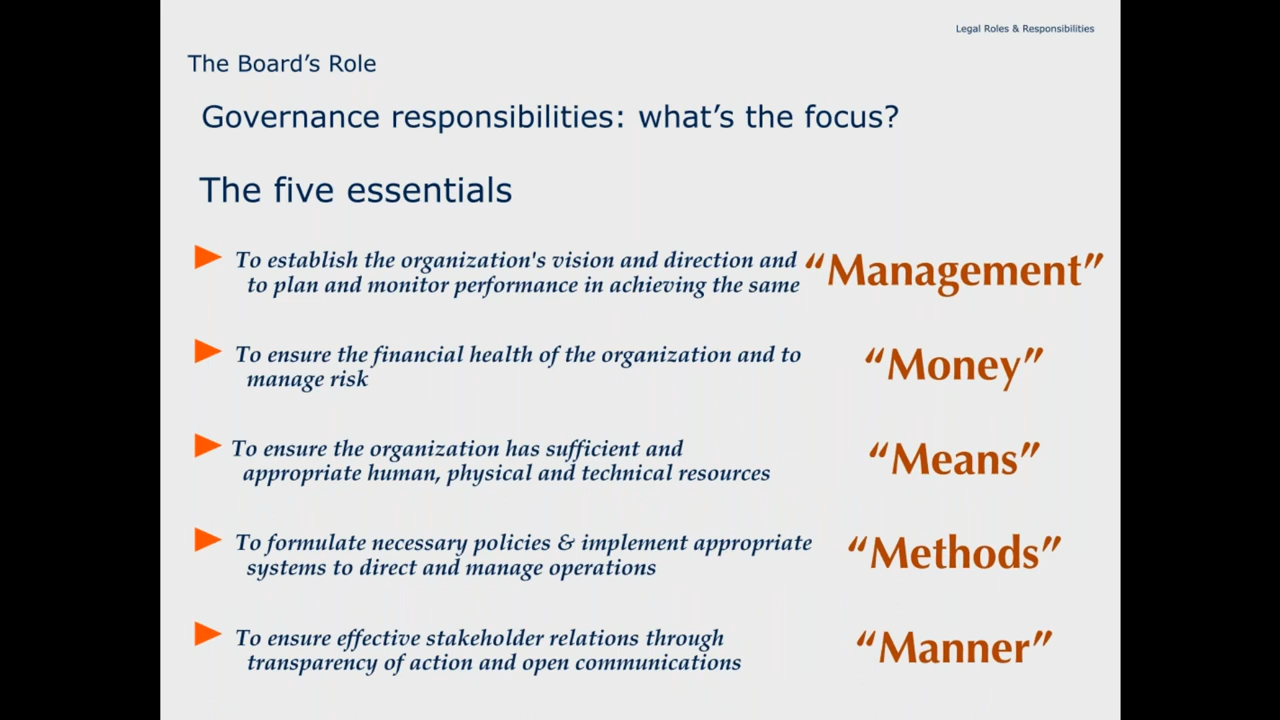 Legal Roles & Responsibilities
The Board’s Role
Governance responsibilities: what’s the focus?
The five essentials
To establish the organization's vision and direction and
to plan and monitor performance in achieving the same
“Management”
To ensure the financial health of the organization and to
manage risk
“Money”
To ensure the organization has sufficient and
appropriate human, physical and technical resources
“Means”
To formulate necessary policies & implement appropriate
systems to direct and manage operations
“Methods”
To ensure effective stakeholder relations through
transparency of action and open communications
“Manner”